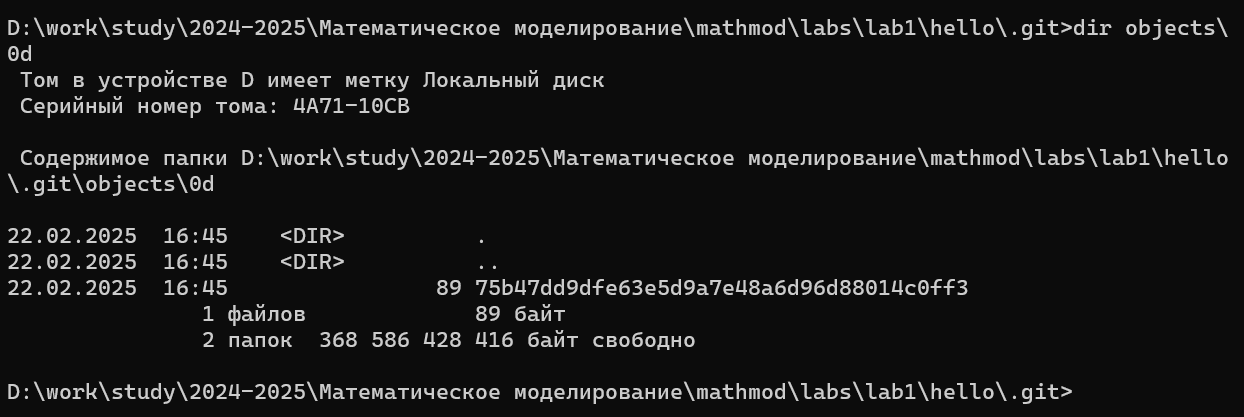 D:\work\study\2024-2025\Математическое моделирование\mathmod\labs\lab1\hello\.git>dir objects\
0d
 Том в устройстве D имеет метку Локальный диск
 Серийный номер тома: 4A71-10CB

 Содержимое папки D:\work\study\2024-2025\Математическое моделирование\mathmod\labs\lab1\hello
\.git\objects\0d

22.02.2025  16:45    <DIR>          .
22.02.2025  16:45    <DIR>          ..
22.02.2025  16:45                89 75b47dd9dfe63e5d9a7e48a6d96d88014c0ff3
               1 файлов             89 байт
               2 папок  368 586 428 416 байт свободно

D:\work\study\2024-2025\Математическое моделирование\mathmod\labs\lab1\hello\.git>